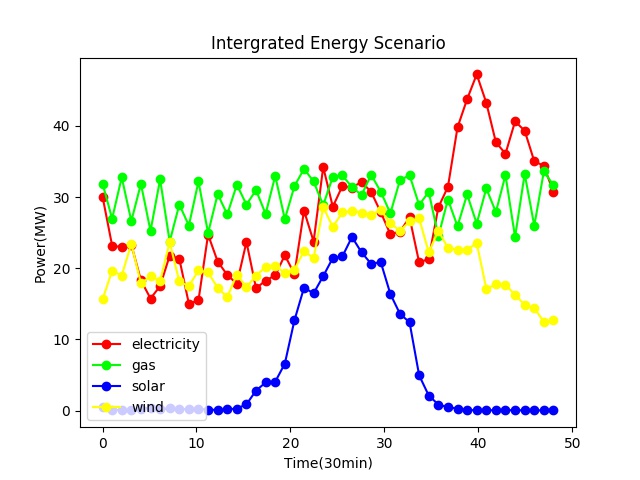 Intergrated Energy Scenario
Power(MW)
40
30
20
10
0
electricity
gas
solar
wind
0 10 20 30 40 50
Time(30min)